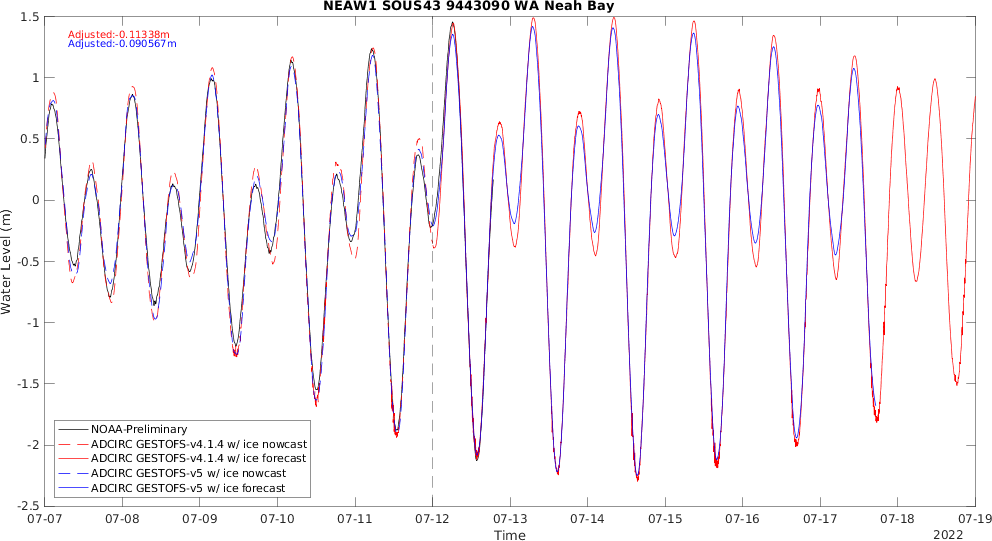 NEAW1 SOUS43 9443090 WA Neah Bay
Adjusted:-0.11338m
Adjusted:-0.090567m
Water Level (m)
1.5
1
0.5
0
-0.5
-1
-1.5
-2
-2.5
NOAA-Preliminary
ADCIRC GESTOFS-v4.1.4 w/ ice nowcast
ADCIRC GESTOFS-v4.1.4 w/ ice forecast
ADCIRC GESTOFS-v5 w/ ice nowcast
ADCIRC GESTOFS-v5 w/ ice forecast
07-07 07-08 07-09 07-10 07-11 07-12 07-13 07-14 07-15 07-16 07-17 07-18 07-19
Time
2022